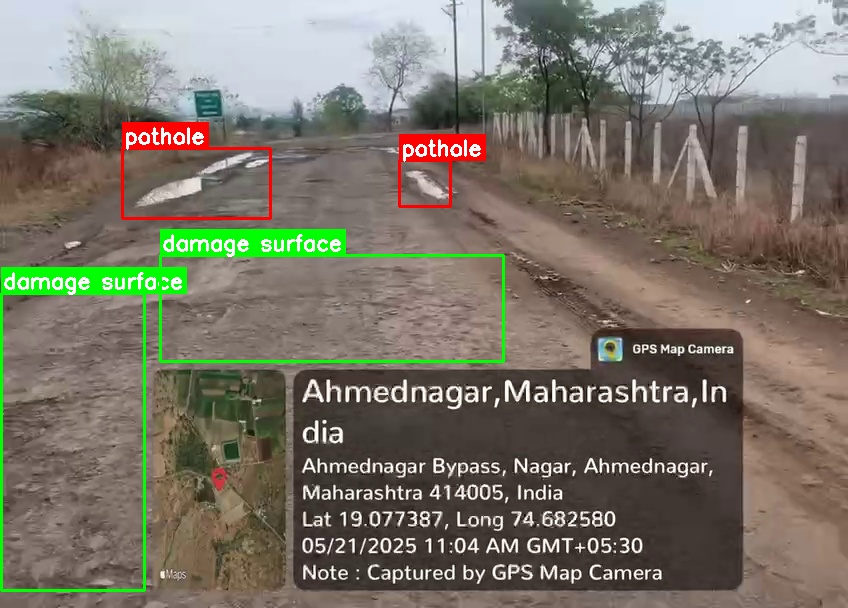 pothole
pothole
damage surface
damage surface
GPS Map Camera
Ahmednagar,Maharashtra,In
dia
Ahmednagar Bypass, Nagar, Ahmednagar,
Maharashtra 414005, India
Lat 19.077387, Long 74.682580
05/21/2025 11:04 AM GMT+05:30
Note : Captured by GPS Map Camera
Maps